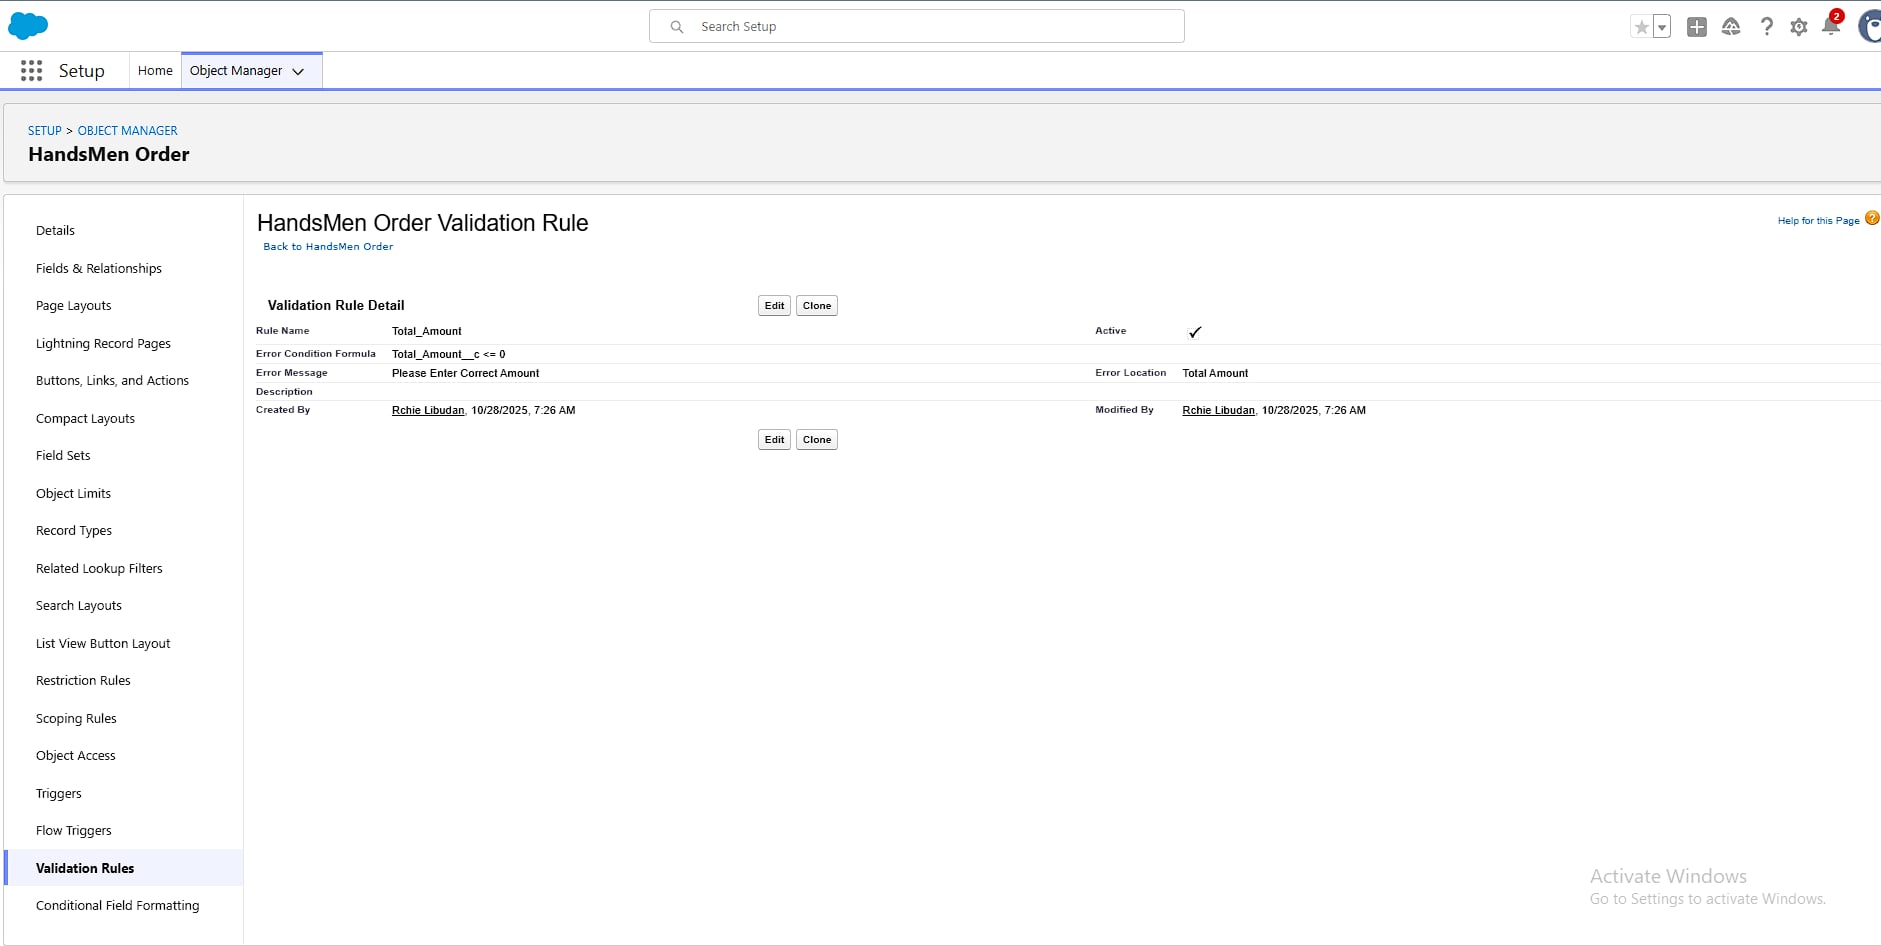 Search Setup
2
Setup
Home
Object Manager
SETUP > OBJECT MANAGER
HandsMen Order
Details
Fields & Relationships
Page Layouts
Lightning Record Pages
Buttons, Links, and Actions
Compact Layouts
Field Sets
Object Limits
Record Types
Related Lookup Filters
Search Layouts
List View Button Layout
Restriction Rules
Scoping Rules
Object Access
Triggers
Flow Triggers
Validation Rules
Conditional Field Formatting
HandsMen Order Validation Rule
Back to HandsMen Order
Help for this Page ?
Validation Rule Detail Edit Clone
Rule Name Total_Amount Active
Error Condition Formula Total_Amount__c <= 0
Error Message Please Enter Correct Amount Error Location Total Amount
Description
Created By Rchie Libudan, 10/28/2025, 7:26 AM Modified By Rchie Libudan, 10/28/2025, 7:26 AM
Edit Clone
Activate Windows
Go to Settings to activate Windows.